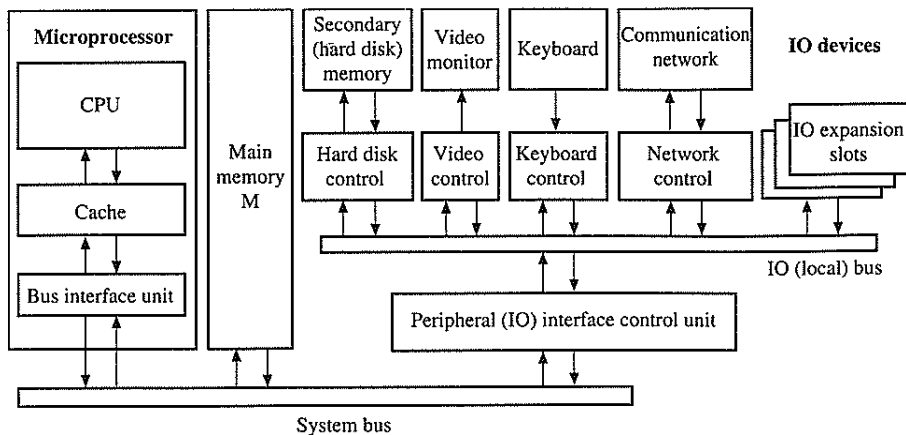 Microprocessor
CPU
Cache
Bus interface unit
Main
memory
M
Secondary
(hard disk)
memory
Video
monitor
Keyboard
Communication
network
IO devices
Hard disk
control
Video
control
Keyboard
control
Network
control
IO expansion
slots
IO (local) bus
Peripheral (IO) interface control unit
System bus